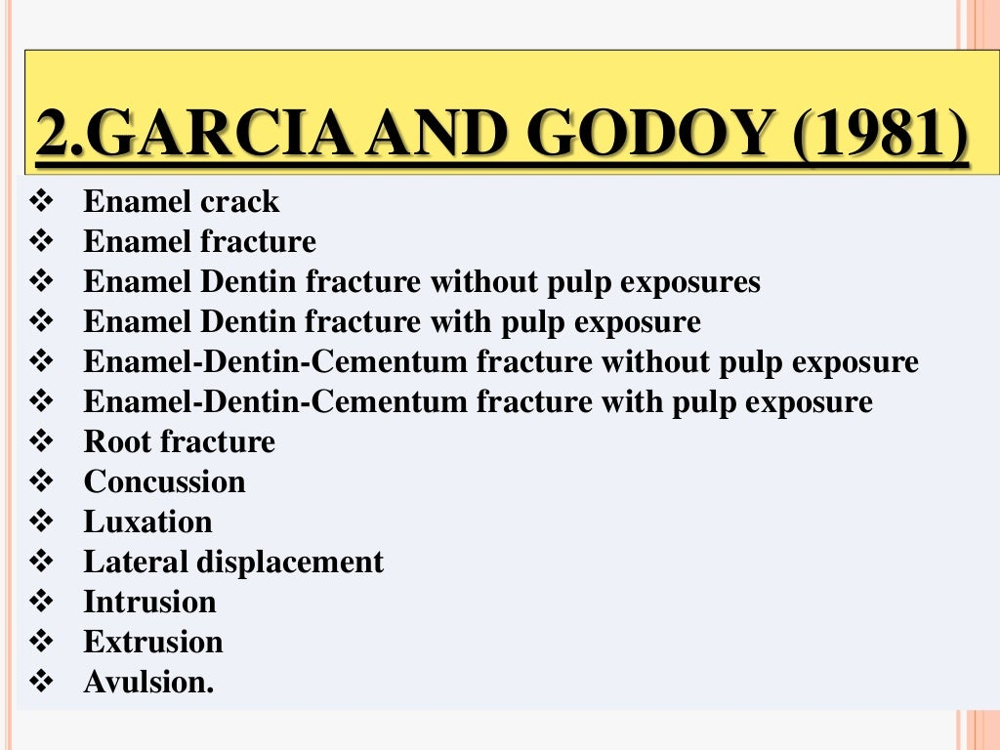 2.GARCIA AND GODOY (1981)
❖ Enamel crack
❖ Enamel fracture
❖ Enamel Dentin fracture without pulp exposures
❖ Enamel Dentin fracture with pulp exposure
❖ Enamel-Dentin-Cementum fracture without pulp exposure
❖ Enamel-Dentin-Cementum fracture with pulp exposure
❖ Root fracture
❖ Concussion
❖ Luxation
❖ Lateral displacement
❖ Intrusion
❖ Extrusion
❖ Avulsion.